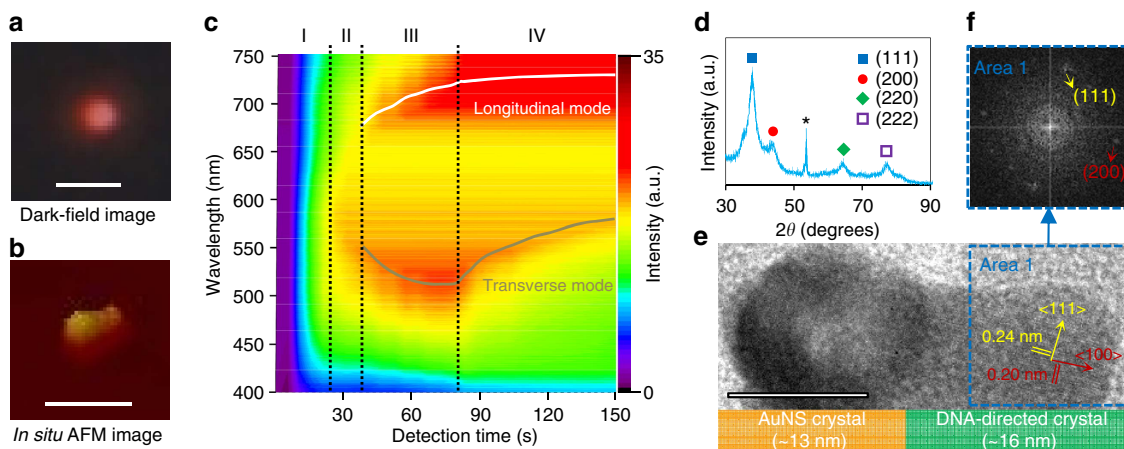 a
Dark-field image
b
In situ AFM image
c
I II III IV
750
700
650
600
550
500
450
400
Wavelength (nm)
30 60 90 120 150
Detection time (s)
Longitudinal mode
Transverse mode
35
0
Intensity (a.u.)
d
Intensity (a.u.)
(111)
(200)
(220)
(222)
*
30 50 70 90
2θ (degrees)
e
Area 1
<111>
0.24 nm
<100>
0.20 nm
AuNS crystal
(~13 nm)
DNA-directed crystal
(~16 nm)
f
Area 1
(111)
(200)